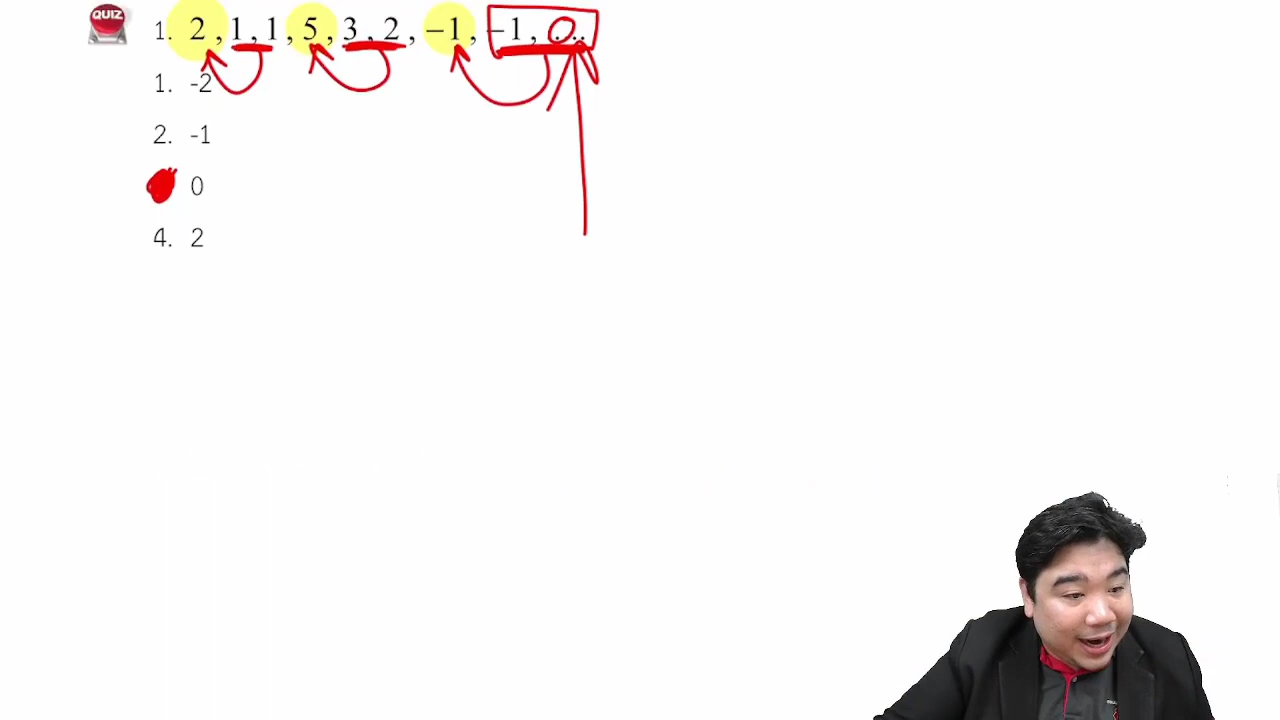 QUIZ
1. 2 , 1 , 1 , 5 , 3 , 2 , −1 , −1 , 0 ...
1. -2
2. -1
0
4. 2